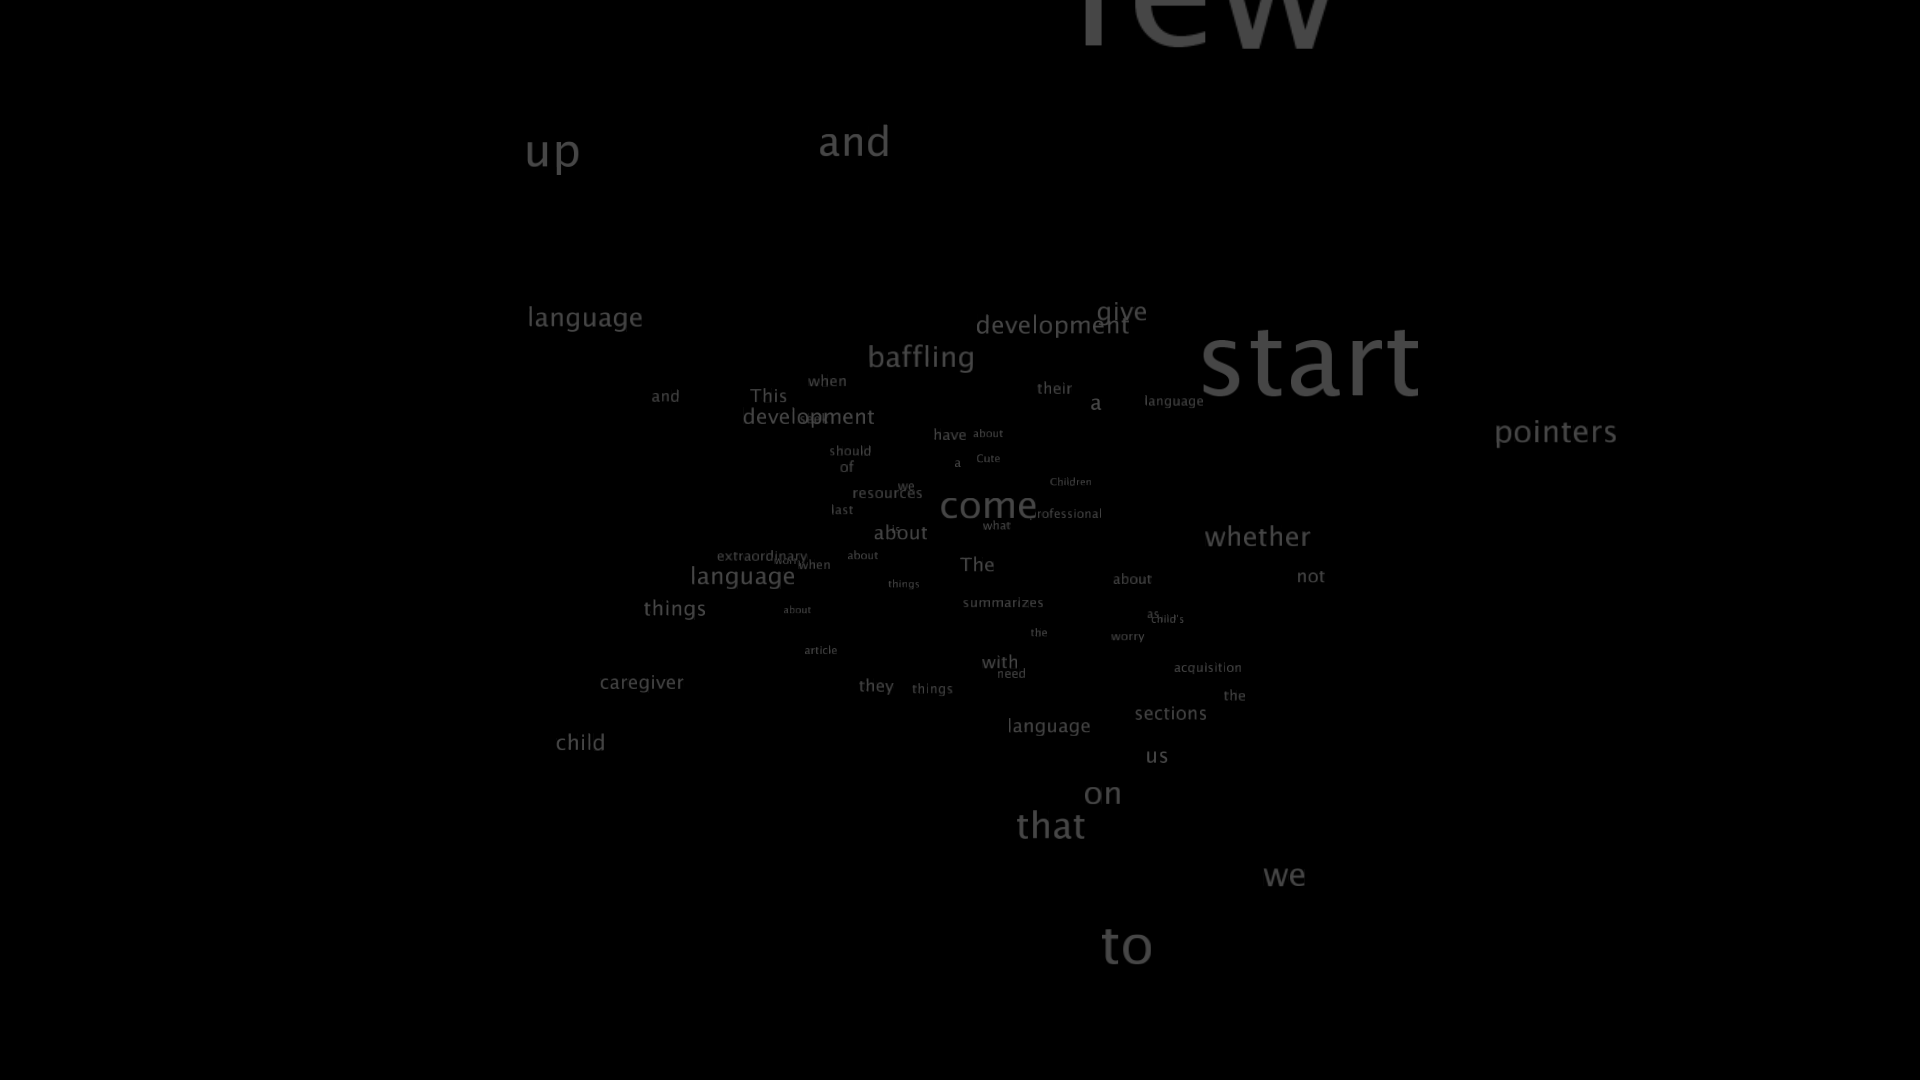 few
and
up
give
language
development
start
baffling
when
their
This
and
a
language
development
pointers
have
about
should
Cute
a
of
Children
we
resources
come
last
professional
what
about
whether
extraordinary
about
worry
when
The
language
not
about
things
summarizes
things
about
as
child's
the
worry
article
with
acquisition
need
caregiver
they
things
the
sections
language
child
us
on
that
we
to